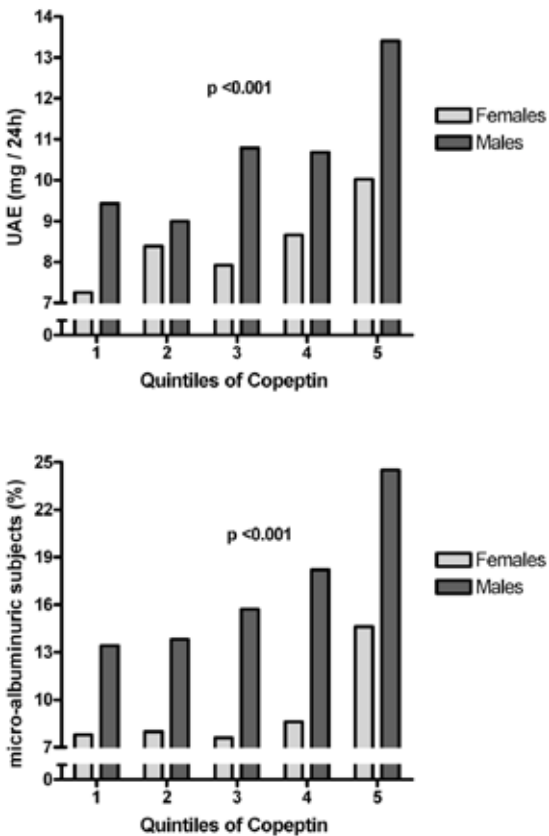 14
13
12
11
10
9
8
7
0
UAE (mg / 24h)
p <0.001
Females
Males
1 2 3 4 5
Quintiles of Copeptin
25
22
19
16
13
10
7
0
micro-albuminuric subjects (%)
p <0.001
Females
Males
1 2 3 4 5
Quintiles of Copeptin